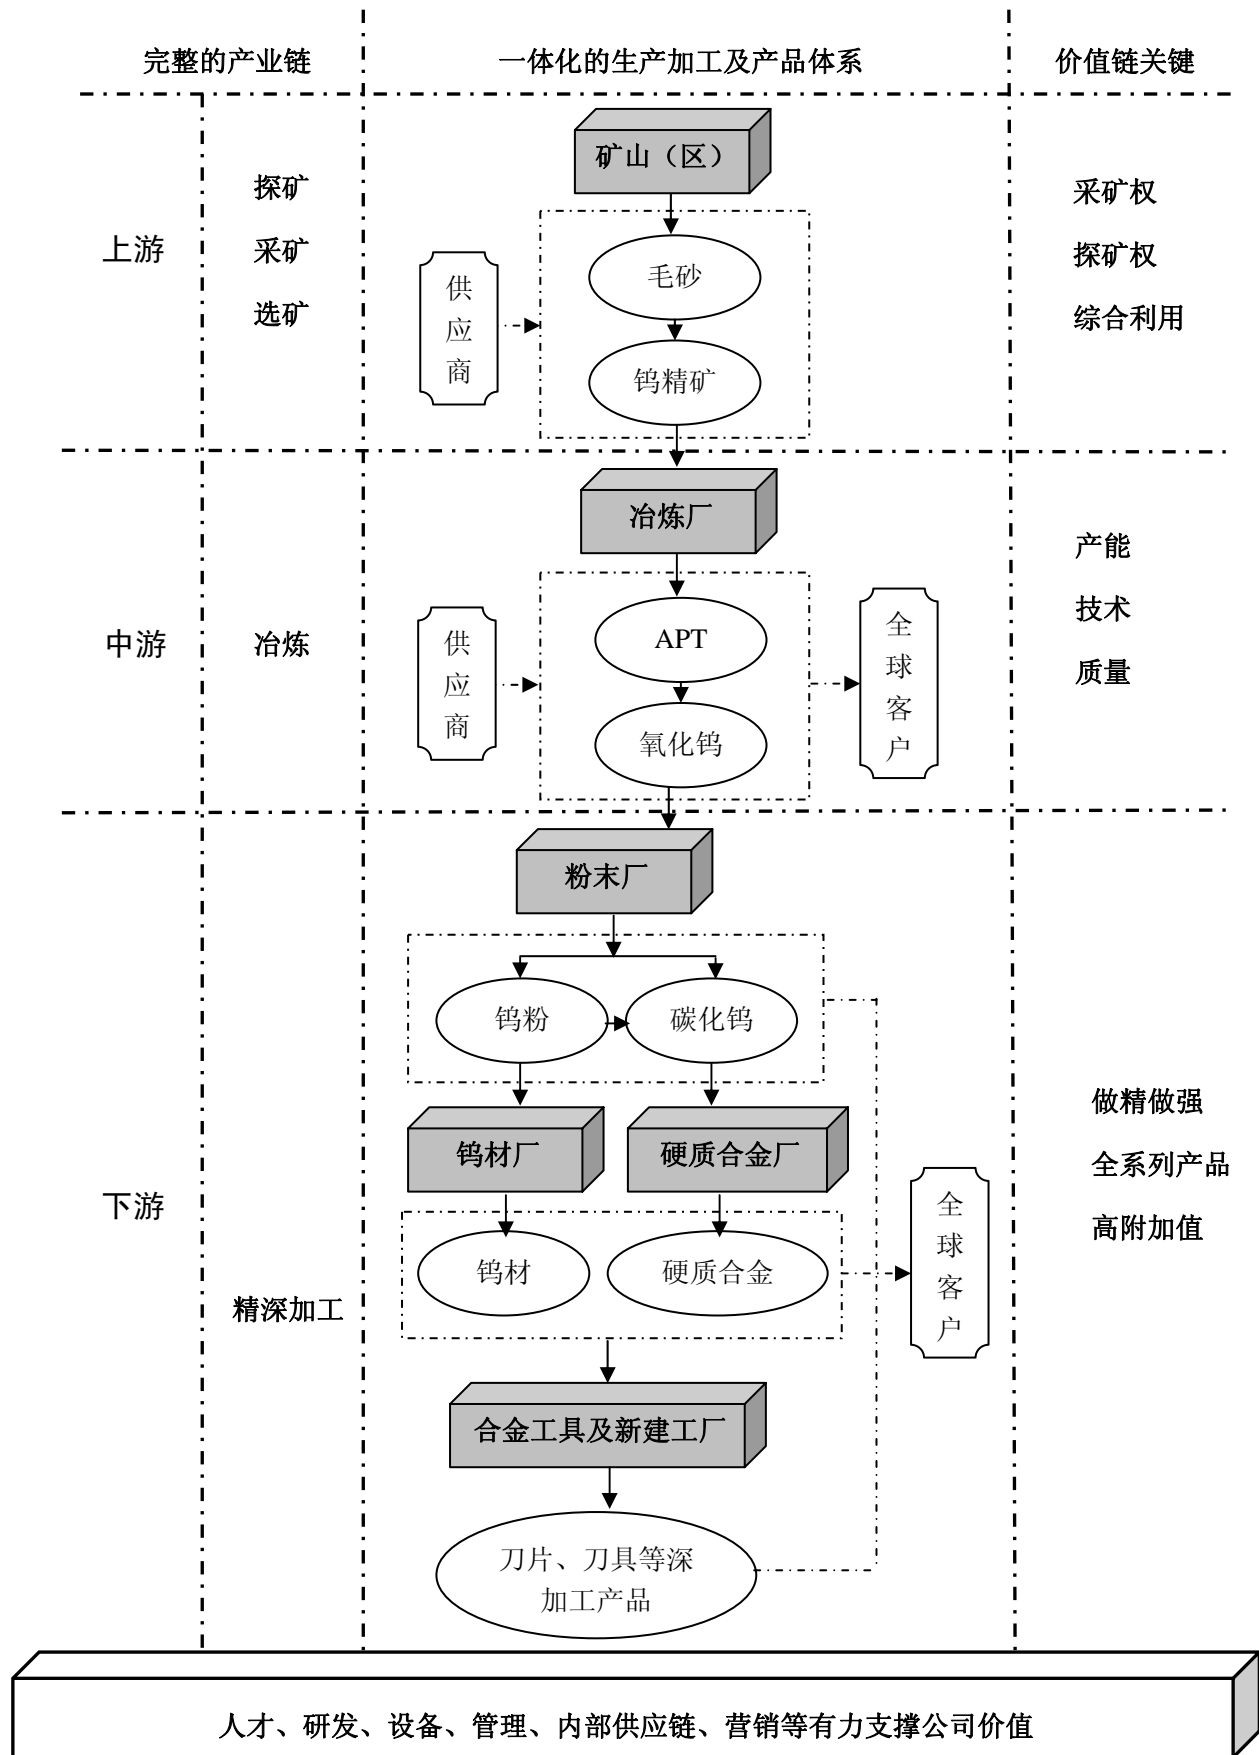 完整的产业链
一体化的生产加工及产品体系
价值链关键
上游
探矿
采矿
选矿
矿山（区）
供应商
毛砂
钨精矿
采矿权
探矿权
综合利用
中游
冶炼
冶炼厂
供应商
APT
氧化钨
全球客户
产能
技术
质量
下游
精深加工
粉末厂
钨粉
碳化钨
钨材厂
硬质合金厂
钨材
硬质合金
全球客户
合金工具及新建工厂
刀片、刀具等深
加工产品
做精做强
全系列产品
高附加值
人才、研发、设备、管理、内部供应链、营销等有力支撑公司价值